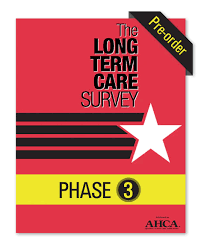 Pre-order
The
LONG
TERM
CARE
SURVEY
PHASE 3
AHCA